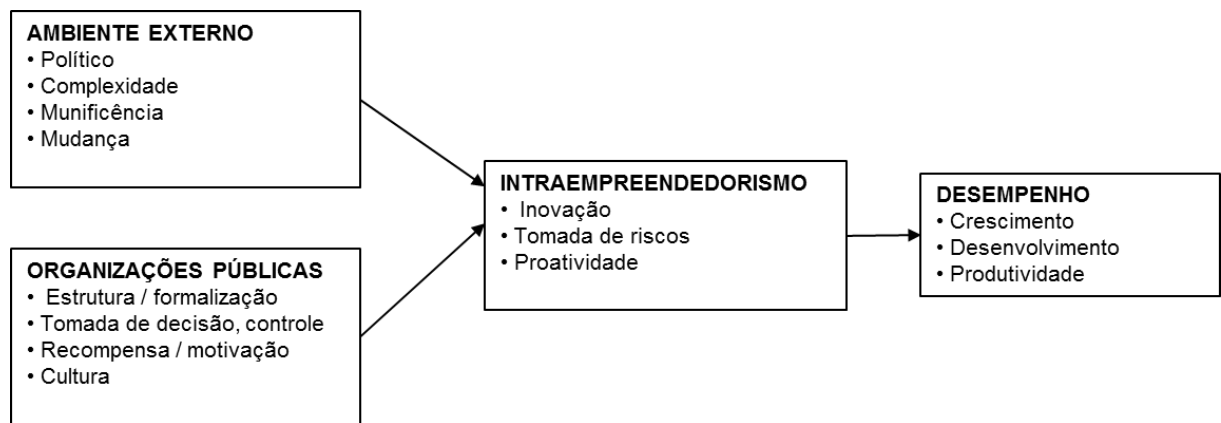 AMBIENTE EXTERNO
• Político
• Complexidade
• Munificência
• Mudança
ORGANIZAÇÕES PÚBLICAS
• Estrutura / formalização
• Tomada de decisão, controle
• Recompensa / motivação
• Cultura
INTRAEMPREENDEDORISMO
• Inovação
• Tomada de riscos
• Proatividade
DESEMPENHO
• Crescimento
• Desenvolvimento
• Produtividade